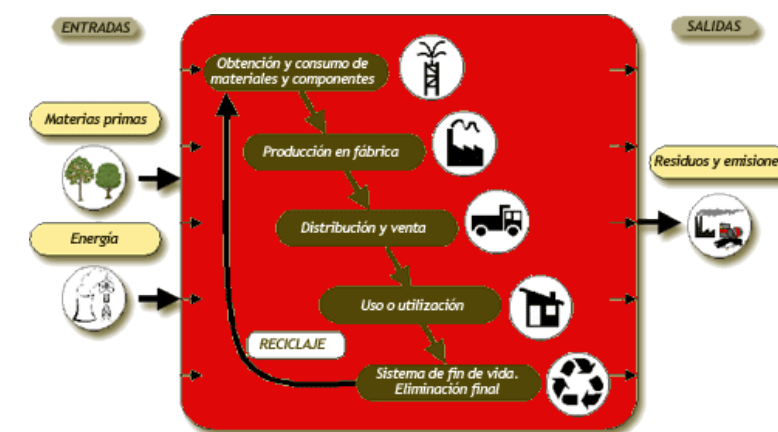 ENTRADAS
SALIDAS
Obtención y consumo de
materiales y componentes
Materias primas
Producción en fábrica
Residuos y emisione
Energía
Distribución y venta
Uso o utilización
RECICLAJE
Sistema de fin de vida.
Eliminación final